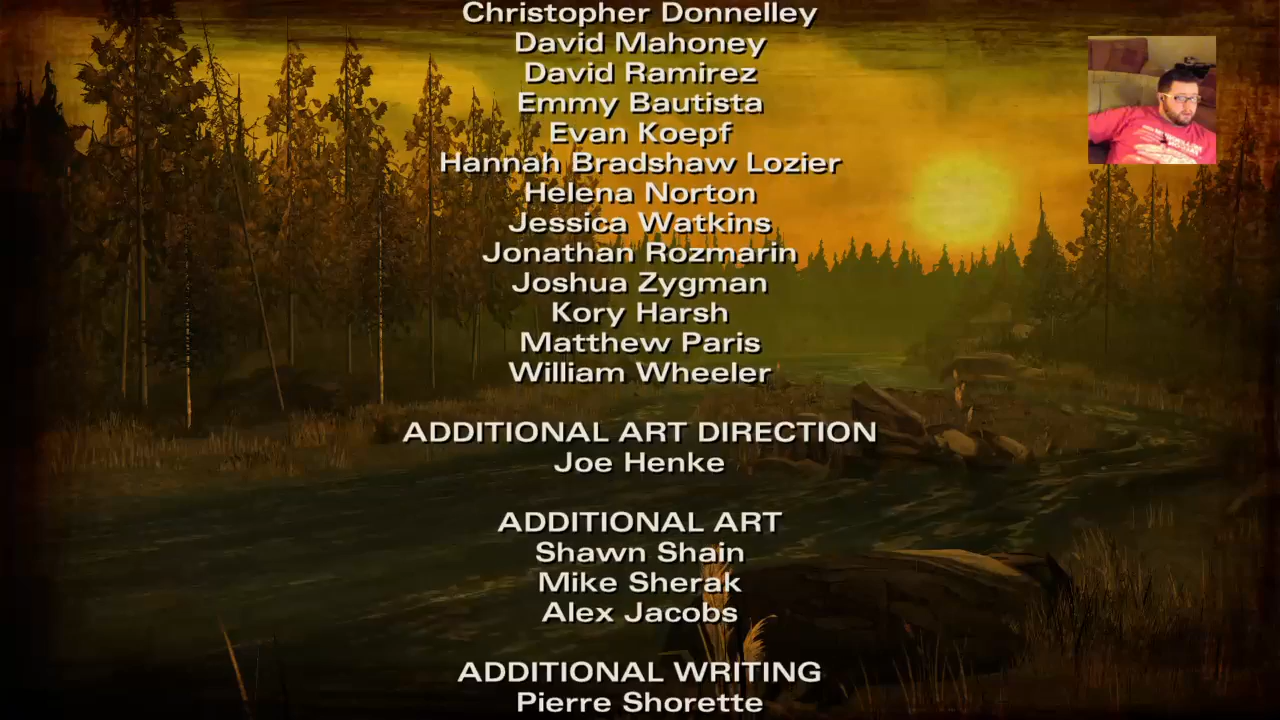 Christopher Donnelley
David Mahoney
David Ramirez
Emmy Bautista
Evan Koepf
Hannah Bradshaw Lozier
Helena Norton
Jessica Watkins
Jonathan Rozmarin
Joshua Zygman
Kory Harsh
Matthew Paris
William Wheeler
ADDITIONAL ART DIRECTION
Joe Henke
ADDITIONAL ART
Shawn Shain
Mike Sherak
Alex Jacobs
ADDITIONAL WRITING
Pierre Shorette